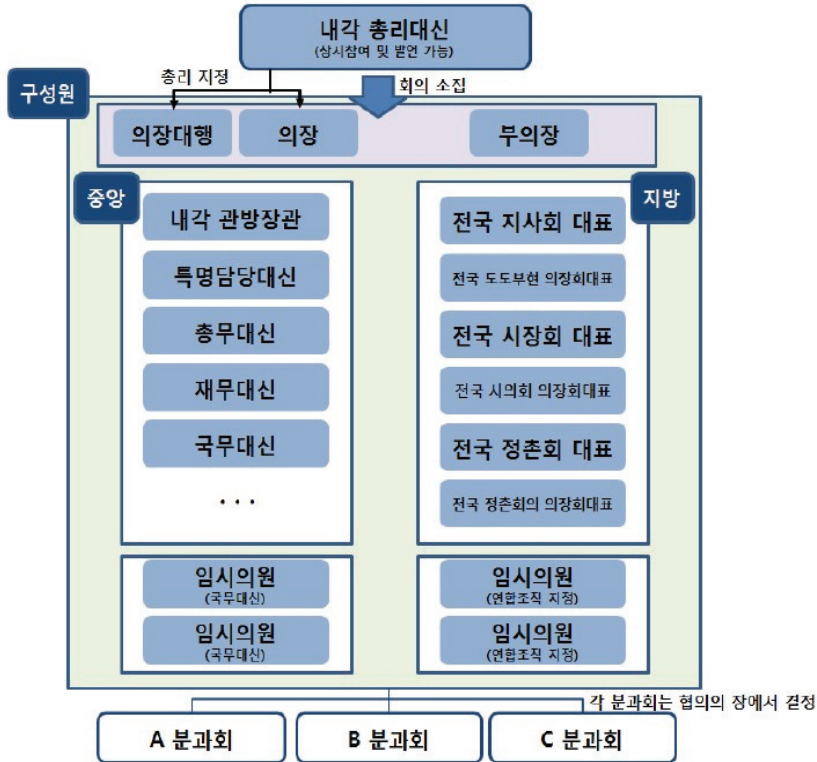 내각 총리대신
(상시참여 및 발언 가능)
총리 지정
회의 소집
구성원
의장대행
의장
부의장
중앙
지방
내각 관방장관
특명담당대신
총무대신
재무대신
국무대신
· · ·
전국 지사회 대표
전국 도도부현 의장회대표
전국 시장회 대표
전국 시의회 의장회대표
전국 정촌회 대표
전국 정촌회의 의장회대표
임시의원
(국무대신)
임시의원
(국무대신)
임시의원
(연합조직 지정)
임시의원
(연합조직 지정)
각 분과회는 협의의 장에서 결정
A 분과회
B 분과회
C 분과회